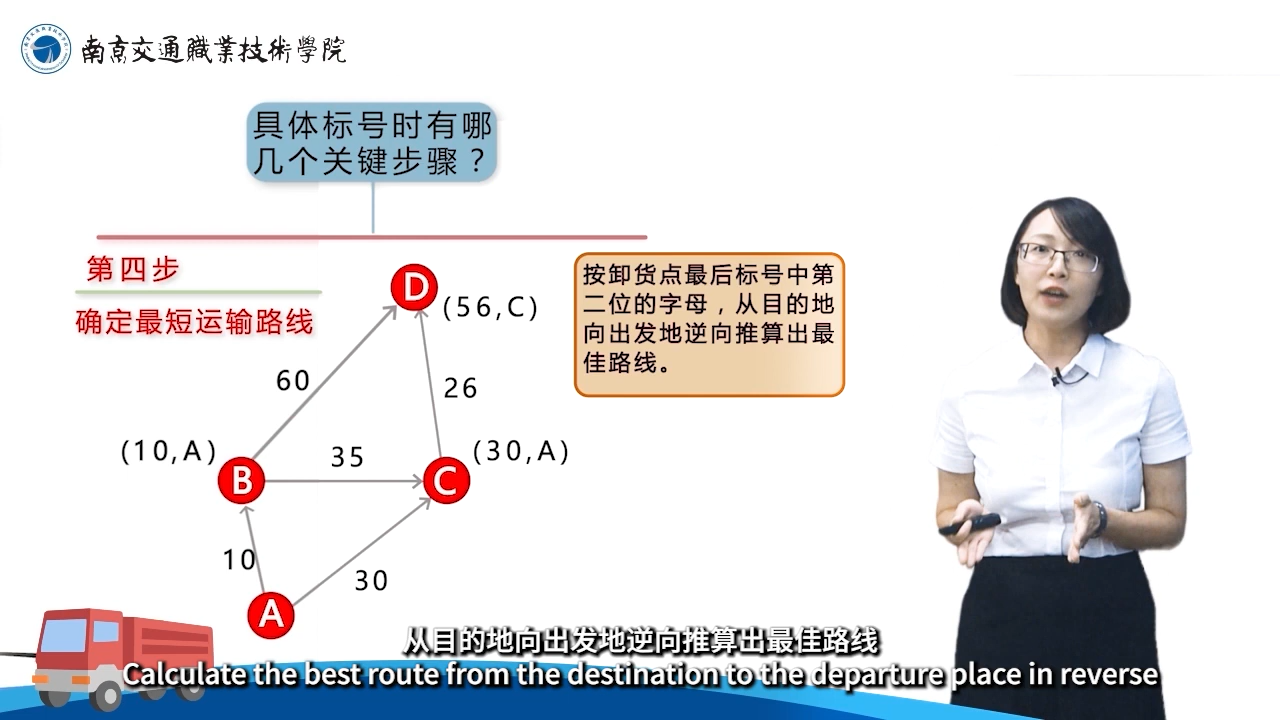 南京交通職業技術學院
具体标号时有哪
几个关键步骤？
第四步
确定最短运输路线
D
(56,C)
按卸货点最后标号中第
二位的字母，从目的地
向出发地逆向推算出最
佳路线。
60
26
(10,A)
35
(30,A)
B
C
10
30
A
从目的地向出发地逆向推算出最佳路线
Calculate the best route from the destination to the departure place in reverse